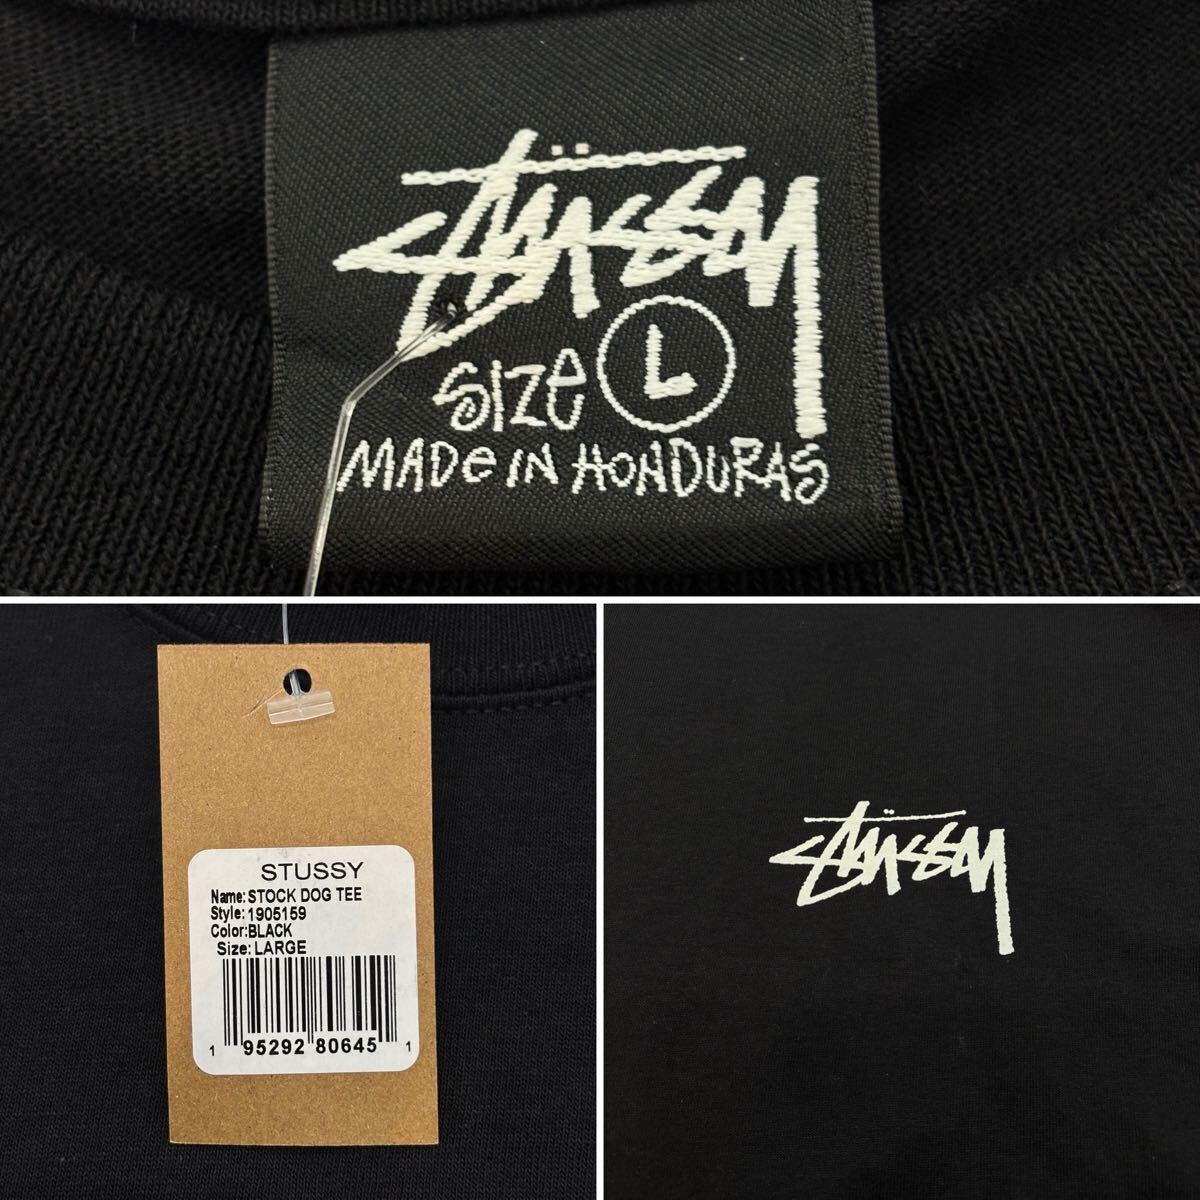 Stüssy
Size L
MADE IN HONDURAS
STUSSY
Name: STOCK DOG TEE
Style: 1905159
Color: BLACK
Size: LARGE
1 95292 80645 1
Stüssy